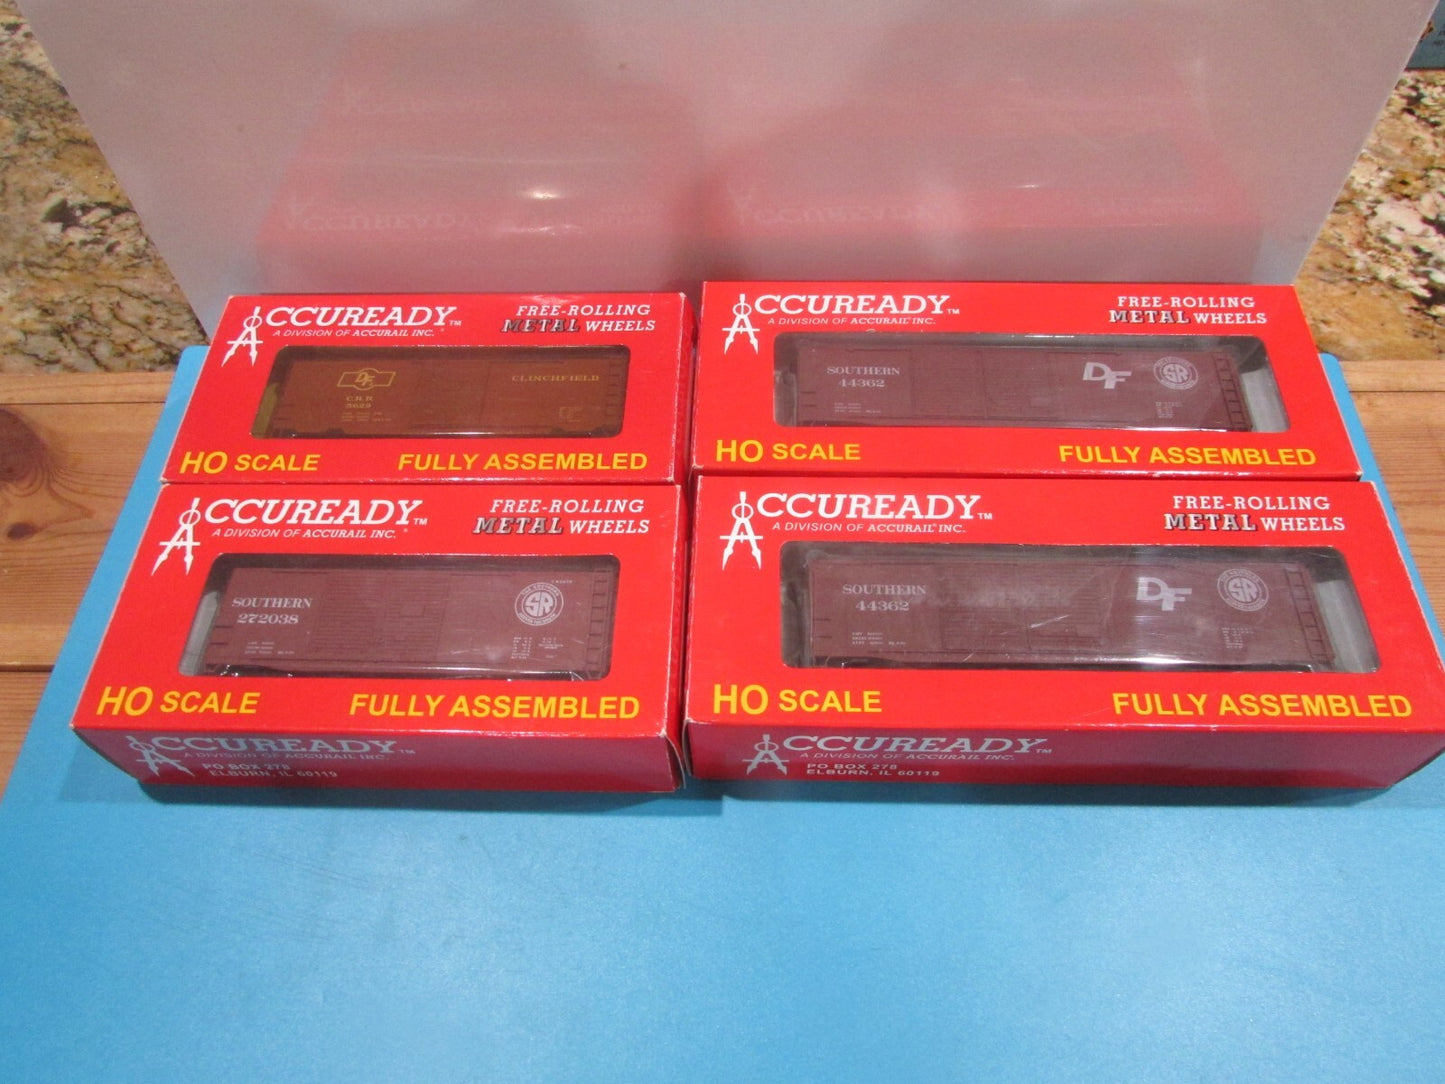 ACCUREADY™
A DIVISION OF ACCURAIL INC.
FREE-ROLLING
METAL WHEELS
DF
C.R.R.
5629
CLINCHFIELD
HO SCALE
FULLY ASSEMBLED
ACCUREADY™
A DIVISION OF ACCURAIL INC.
FREE-ROLLING
METAL WHEELS
SOUTHERN
44362
DF
SR
HO SCALE
FULLY ASSEMBLED
ACCUREADY™
A DIVISION OF ACCURAIL INC.
FREE-ROLLING
METAL WHEELS
SOUTHERN
272038
SR
HO SCALE
FULLY ASSEMBLED
ACCUREADY™
A DIVISION OF ACCURAIL INC.
PO BOX 278
ELBURN, IL 60119
ACCUREADY™
A DIVISION OF ACCURAIL INC.
FREE-ROLLING
METAL WHEELS
SOUTHERN
44362
DF
SR
HO SCALE
FULLY ASSEMBLED
ACCUREADY™
A DIVISION OF ACCURAIL INC.
PO BOX 278
ELBURN, IL 60119